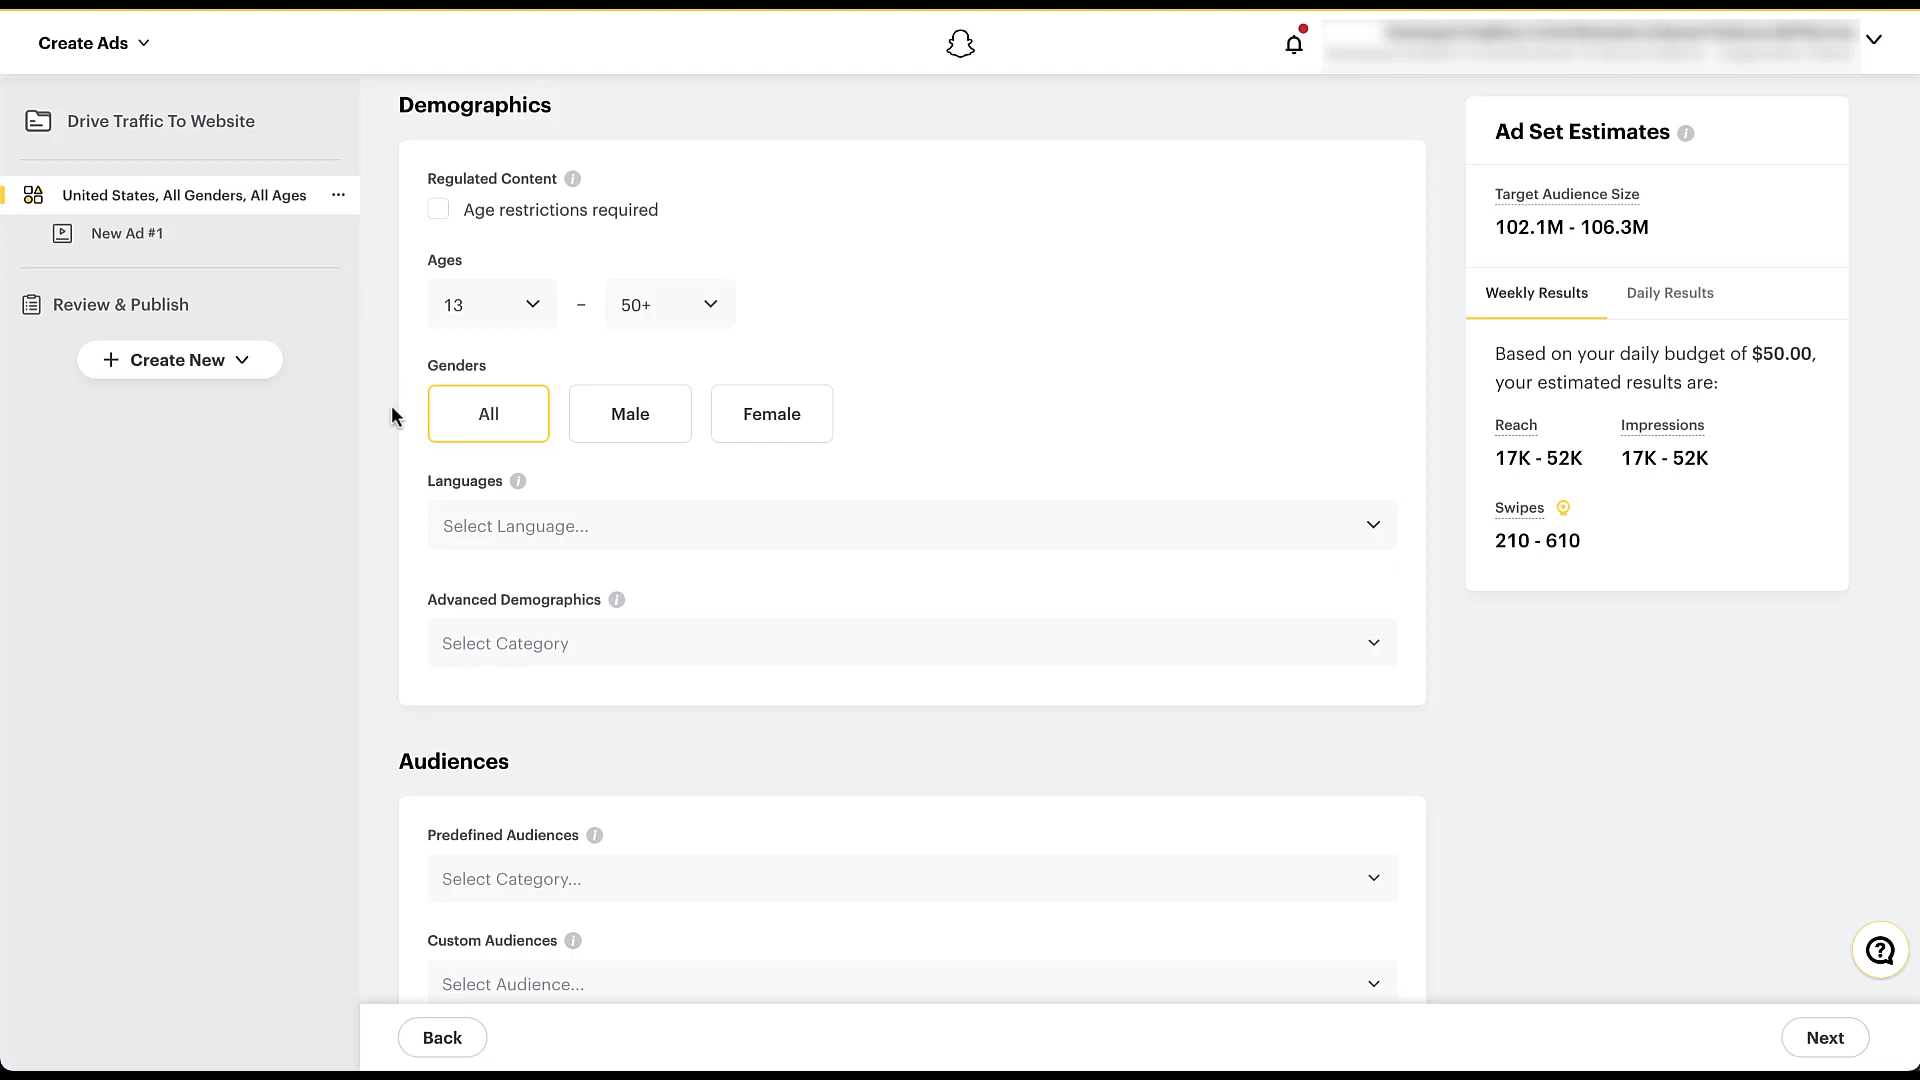 Create Ads
Drive Traffic To Website
United States, All Genders, All Ages
New Ad #1
Review & Publish
+ Create New
Demographics
Regulated Content
Age restrictions required
Ages
13 – 50+
Genders
All Male Female
Languages
Select Language...
Advanced Demographics
Select Category
Audiences
Predefined Audiences
Select Category...
Custom Audiences
Select Audience...
Back Next
Ad Set Estimates
Target Audience Size
102.1M - 106.3M
Weekly Results Daily Results
Based on your daily budget of $50.00,
your estimated results are:
Reach Impressions
17K - 52K 17K - 52K
Swipes
210 - 610